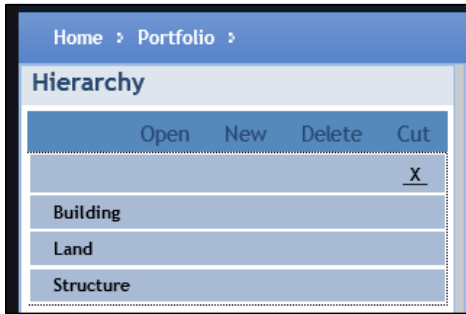 Home > Portfolio >
Hierarchy
Open New Delete Cut
X
Building
Land
Structure